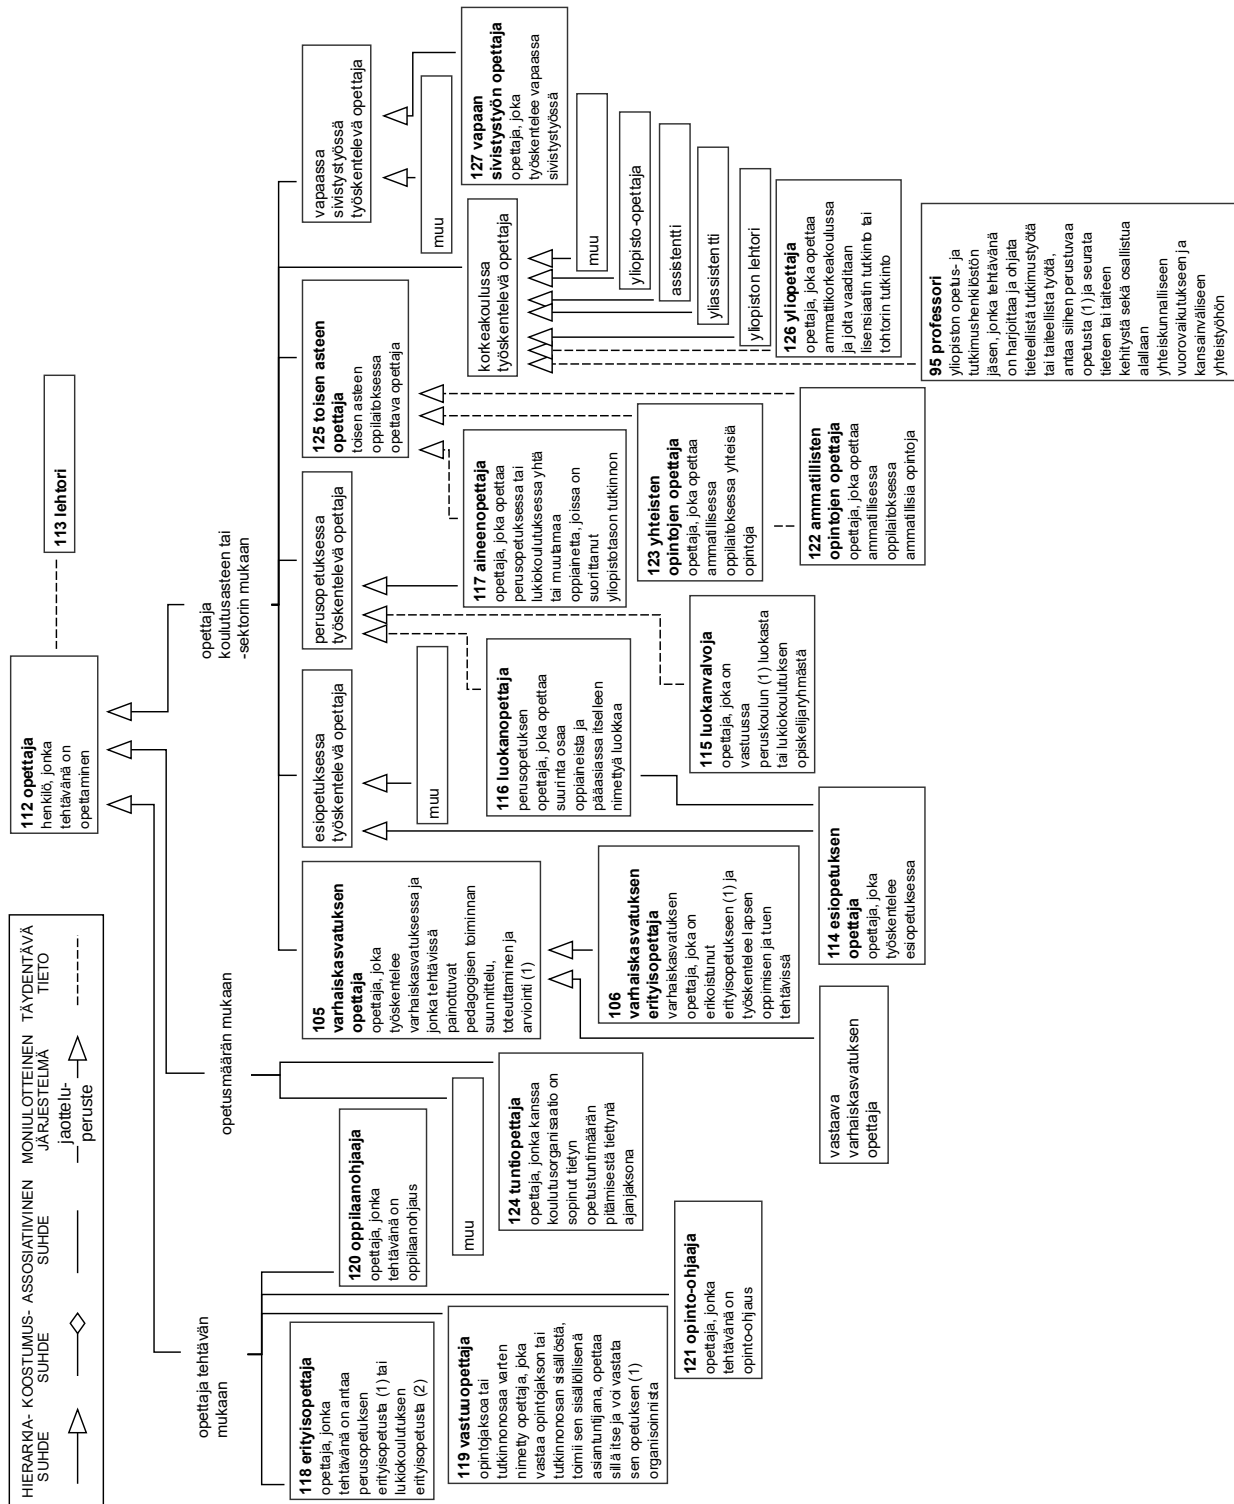 HIERARKIA-
SUHDE
KOOSTUMUS-
SUHDE
ASSOSIATIIVINEN
SUHDE
MONIULOTTEINEN
JÄRJESTELMÄ
jaottelu-
peruste
TÄYDENTÄVÄ
TIETO
112 opettaja
henkilö, jonka
tehtävänä on
opettaminen
113 lehtori
opettaja tehtävän
mukaan
opetusmäärän mukaan
opettaja
koulutusasteen tai
-sektorin mukaan
118 erityisopettaja
opettaja, jonka
tehtävänä on antaa
perusopetuksen
erityisopetusta (1) tai
lukiokoulutuksen
erityisopetusta (2)
119 vastuuopettaja
opintojaksoa tai
tutkinnonosaa varten
nimetty opettaja, joka
vastaa opintojakson tai
tutkinnonosan sisällöstä,
toimii sen sisällöllisenä
asiantuntijana, opettaa
sillä itse ja voi vastata
sen opetuksen (1)
organisoinnista
121 opinto-ohjaaja
opettaja, jonka
tehtävänä on
opinto-ohjaus
120 oppilaanohjaaja
opettaja, jonka
tehtävänä on
oppilaanohjaus
muu
124 tuntiopettaja
opettaja, jonka kanssa
koulutusorganisaatio on
sopinut tietyn
opetustuntimäärän
pitämisestä tiettynä
ajanjaksona
105
varhaiskasvatuksen
opettaja
opettaja, joka
työskentelee
varhaiskasvatuksessa ja
jonka tehtävissä
painottuvat
pedagogisen toiminnan
suunnittelu,
toteuttaminen ja
arviointi (1)
106
varhaiskasvatuksen
erityisopettaja
varhaiskasvatuksen
opettaja, joka on
erikoistunut
erityisopetukseen (1) ja
työskentelee lapsen
oppimisen ja tuen
tehtävissä
vastaava
varhaiskasvatuksen
opettaja
esiopetuksessa
työskentelevä opettaja
muu
114 esiopetuksen
opettaja
opettaja, joka
työskentelee
esiopetuksessa
perusopetuksessa
työskentelevä opettaja
116 luokanopettaja
perusopetuksen
opettaja, joka opettaa
suurinta osaa
oppiaineista ja
pääasiassa itselleen
nimettyä luokkaa
115 luokanvalvoja
opettaja, joka on
vastuussa
peruskoulun (1) luokasta
tai lukiokoulutuksen
opiskelijaryhmästä
117 aineenopettaja
opettaja, joka opettaa
perusopetuksessa tai
lukiokoulutuksessa yhtä
tai muutamaa
oppiainetta, joissa on
suorittanut
yliopistotason tutkinnon
125 toisen asteen
opettaja
toisen asteen
oppilaitoksessa
opettava opettaja
123 yhteisten
opintojen opettaja
opettaja, joka opettaa
ammatillisessa
oppilaitoksessa yhteisiä
opintoja
122 ammatillisten
opintojen opettaja
opettaja, joka opettaa
ammatillisessa
oppilaitoksessa
ammatillisia opintoja
korkeakoulussa
työskentelevä opettaja
muu
yliopisto-opettaja
assistentti
yliassistentti
yliopiston lehtori
126 yliopettaja
opettaja, joka opettaa
ammattikorkeakoulussa
ja jolta vaaditaan
lisensiaatin tutkinto tai
tohtorin tutkinto
95 professori
yliopiston opetus- ja
tutkimushenkilöstön
jäsen, jonka tehtävänä
on harjoittaa ja ohjata
tieteellistä tutkimustyötä
tai taiteellista työtä,
antaa siihen perustuvaa
opetusta (1) ja seurata
tieteen tai taiteen
kehitystä sekä osallistua
alallaan
yhteiskunnalliseen
vuorovaikutukseen ja
kansainväliseen
yhteistyöhön
vapaassa
sivistystyössä
työskentelevä opettaja
muu
127 vapaan
sivistystyön opettaja
opettaja, joka
työskentelee vapaassa
sivistystyössä